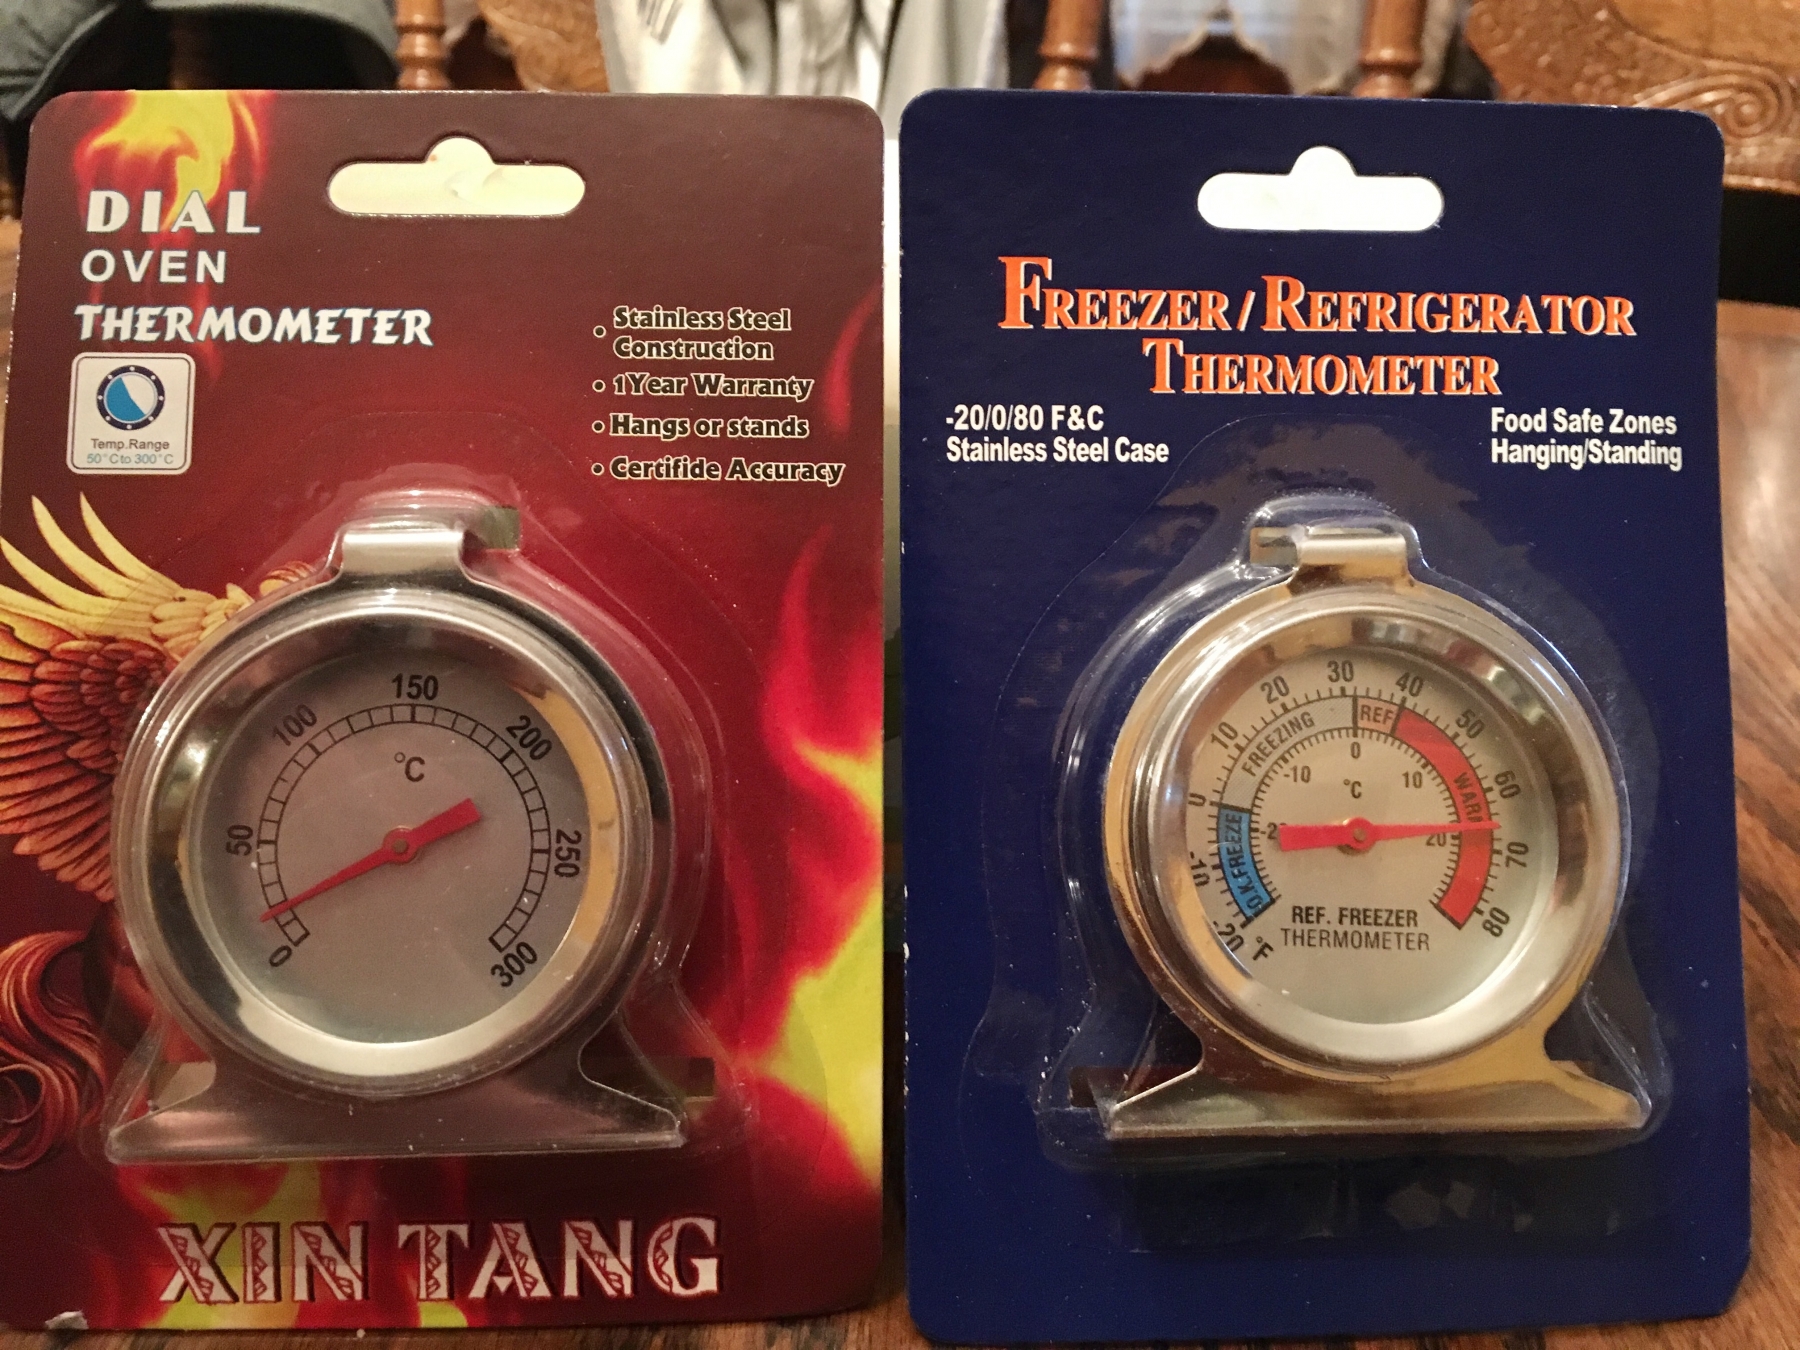 DIAL
OVEN
THERMOMETER
Temp.Range
50°C to 300°C
• Stainless Steel
Construction
• 1Year Warranty
• Hangs or stands
• Certifide Accuracy
0
50
100
150
200
250
300
°C
XIN TANG
FREEZER / REFRIGERATOR
THERMOMETER
-20/0/80 F&C
Stainless Steel Case
Food Safe Zones
Hanging/Standing
-20
-10
0
10
20
30
40
50
60
70
80
°F
O.K.FREEZE
FREEZING
REF
-10
0
10
20
°C
REF. FREEZER
THERMOMETER